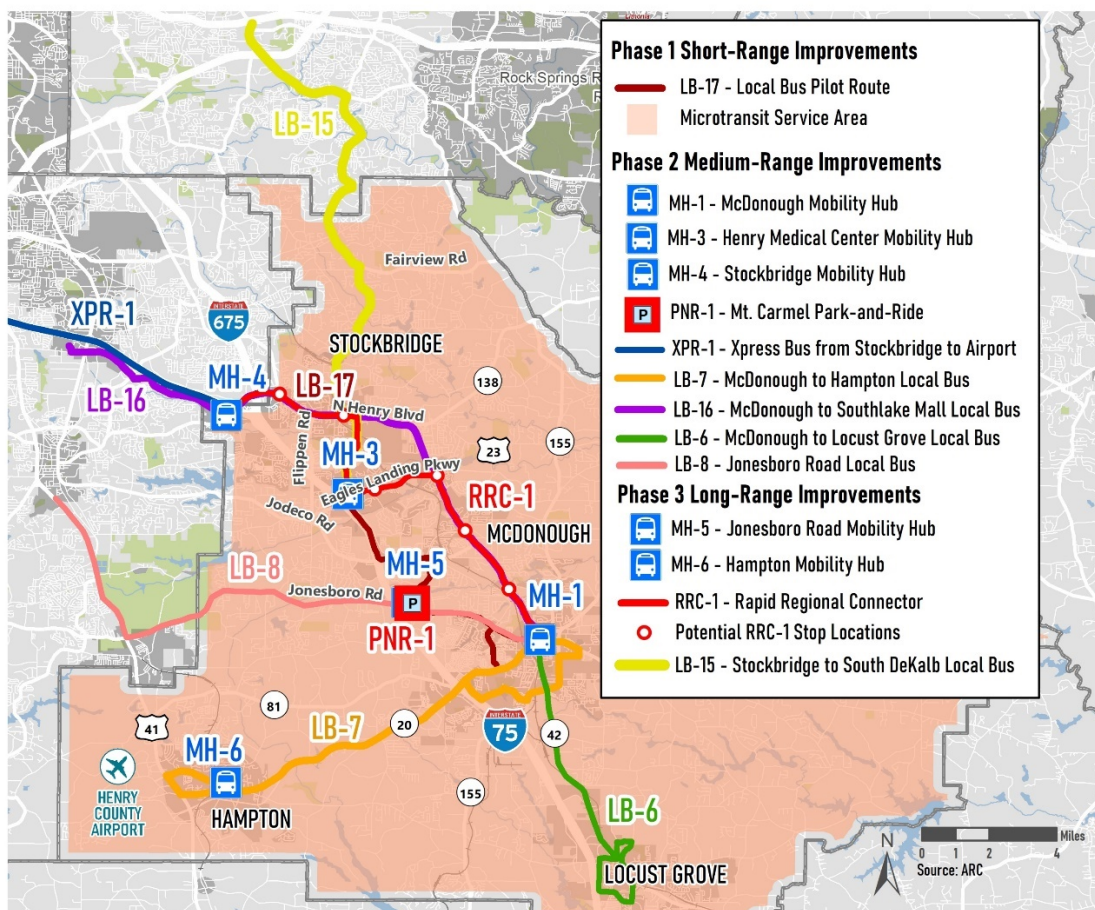 Lithonia
Rock Springs R
Phase 1 Short-Range Improvements
LB-17 - Local Bus Pilot Route
Microtransit Service Area
Phase 2 Medium-Range Improvements
MH-1 - McDonough Mobility Hub
MH-3 - Henry Medical Center Mobility Hub
MH-4 - Stockbridge Mobility Hub
P
PNR-1 - Mt. Carmel Park-and-Ride
XPR-1 - Xpress Bus from Stockbridge to Airport
LB-7 - McDonough to Hampton Local Bus
LB-16 - McDonough to Southlake Mall Local Bus
LB-6 - McDonough to Locust Grove Local Bus
LB-8 - Jonesboro Road Local Bus
Phase 3 Long-Range Improvements
MH-5 - Jonesboro Road Mobility Hub
MH-6 - Hampton Mobility Hub
RRC-1 - Rapid Regional Connector
Potential RRC-1 Stop Locations
LB-15 - Stockbridge to South DeKalb Local Bus
LB-15
Fairview Rd
XPR-1
INTERSTATE
675
STOCKBRIDGE
138
MH-4
LB-17
LB-16
N Henry Blvd
155
Flippen Rd
23
MH-3
Eagles Landing Pkwy
RRC-1
Jodeco Rd
MCDONOUGH
MH-5
LB-8
Jonesboro Rd
MH-1
P
PNR-1
81
41
LB-7
20
INTERSTATE
75
42
MH-6
155
HENRY
COUNTY
AIRPORT
HAMPTON
LB-6
LOCUST GROVE
N
Miles
0 1 2 4
Source: ARC